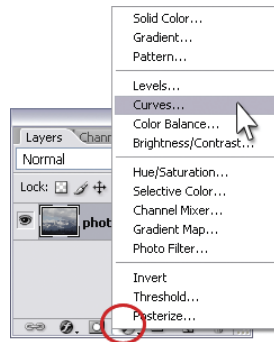 Solid Color...
Gradient...
Pattern...
Levels...
Curves...
Color Balance...
Brightness/Contrast...
Hue/Saturation...
Selective Color...
Channel Mixer...
Gradient Map...
Photo Filter...
Invert
Threshold...
Posterize...
Layers
Chann
Normal
Lock:
phot